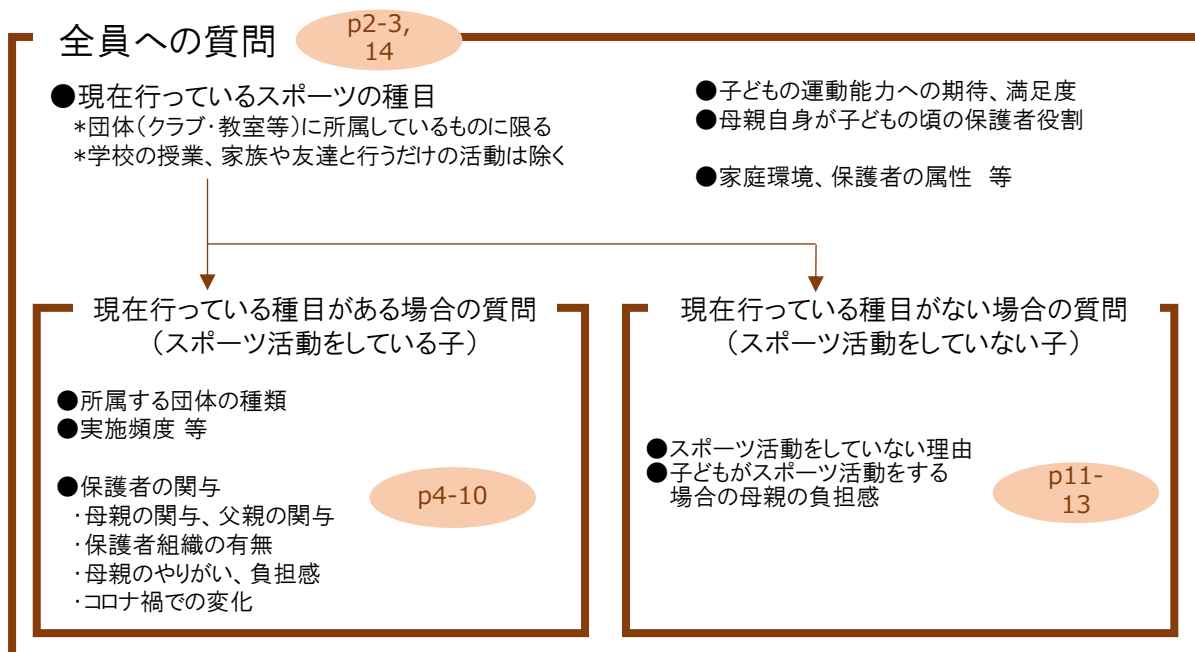 全員への質問
p2-3,
14
●現在行っているスポーツの種目
*団体(クラブ・教室等)に所属しているものに限る
*学校の授業、家族や友達と行うだけの活動は除く
●子どもの運動能力への期待、満足度
●母親自身が子どもの頃の保護者役割
●家庭環境、保護者の属性 等
現在行っている種目がある場合の質問
(スポーツ活動をしている子)
●所属する団体の種類
●実施頻度 等
●保護者の関与
・母親の関与、父親の関与
・保護者組織の有無
・母親のやりがい、負担感
・コロナ禍での変化
p4-10
現在行っている種目がない場合の質問
(スポーツ活動をしていない子)
●スポーツ活動をしていない理由
●子どもがスポーツ活動をする
場合の母親の負担感
p11-
13